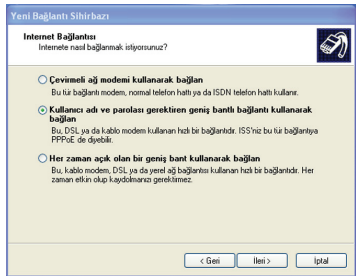 Yeni Bağlantı Sihirbazı
Internet Bağlantısı
Internete nasıl bağlanmak istiyorsunuz?
Çevirmeli ağ modemi kullanarak bağlan
Bu tür bağlantı modem, normal telefon hattı ya da ISDN telefon hattı kullanır.
Kullanıcı adı ve parolası gerektiren geniş bantlı bağlantı kullanarak
bağlan
Bu, DSL ya da kablo modem kullanan hızlı bir bağlantıdır. ISS'niz bu tür bağlantıya
PPPoE de diyebilir.
Her zaman açık olan bir geniş bant kullanarak bağlan
Bu, kablo modem, DSL ya da yerel ağ bağlantısı kullanan hızlı bir bağlantıdır. Her
zaman etkin olup kaydolmanızı gerektirmez.
< Geri İleri > İptal